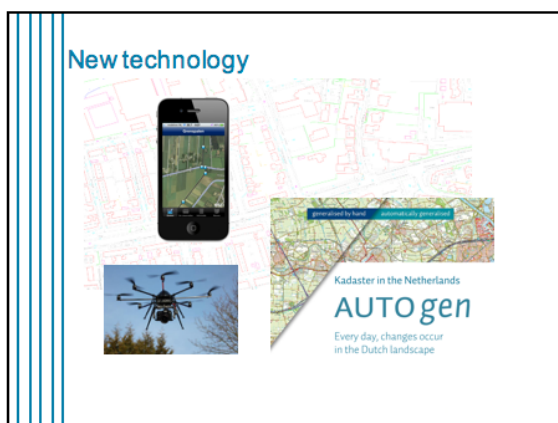 New technology
generalised by hand
automatically generalised
Kadaster in the Netherlands
AUTOgen
Every day, changes occur
in the Dutch landscape